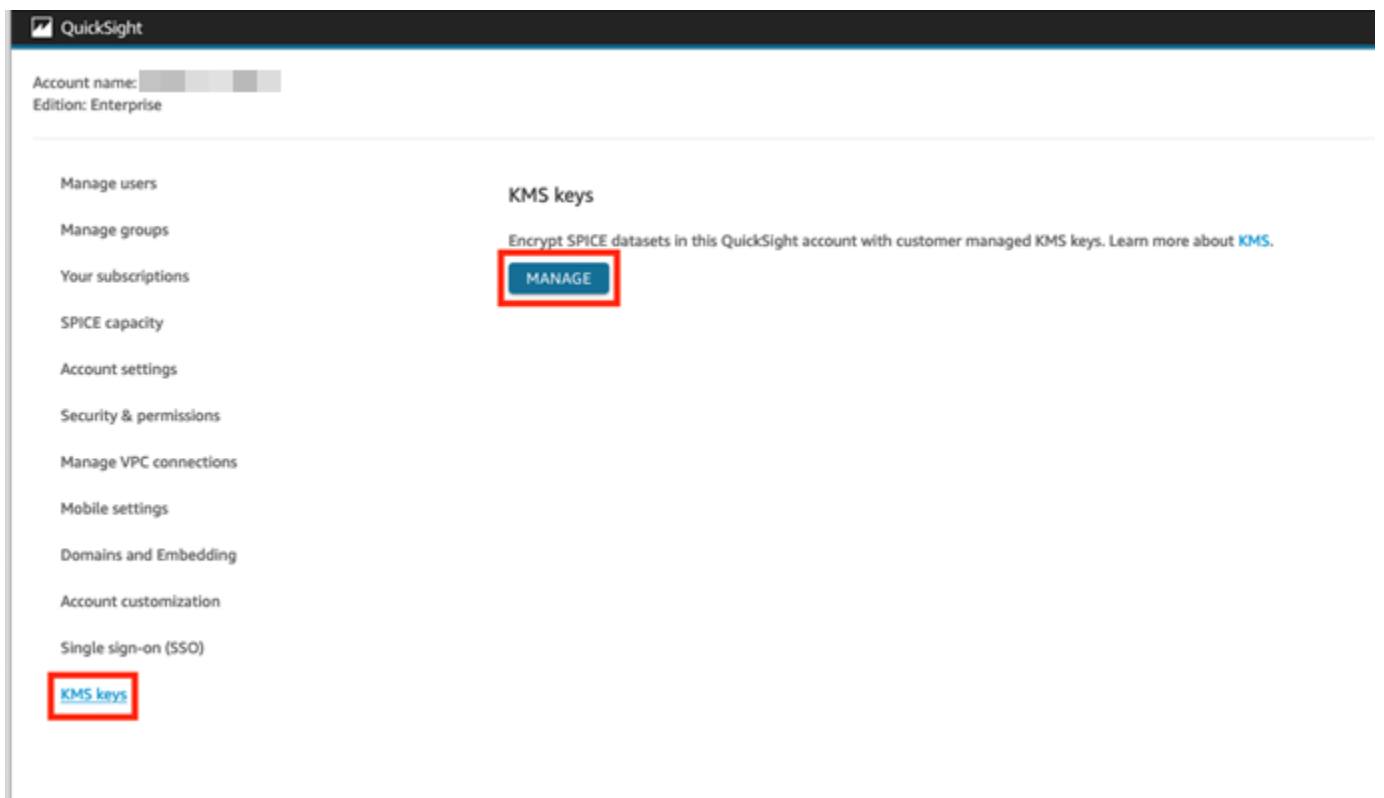 QuickSight
Account name:
Edition: Enterprise
Manage users
Manage groups
Your subscriptions
SPICE capacity
Account settings
Security & permissions
Manage VPC connections
Mobile settings
Domains and Embedding
Account customization
Single sign-on (SSO)
KMS keys
KMS keys
Encrypt SPICE datasets in this QuickSight account with customer managed KMS keys. Learn more about KMS.
MANAGE